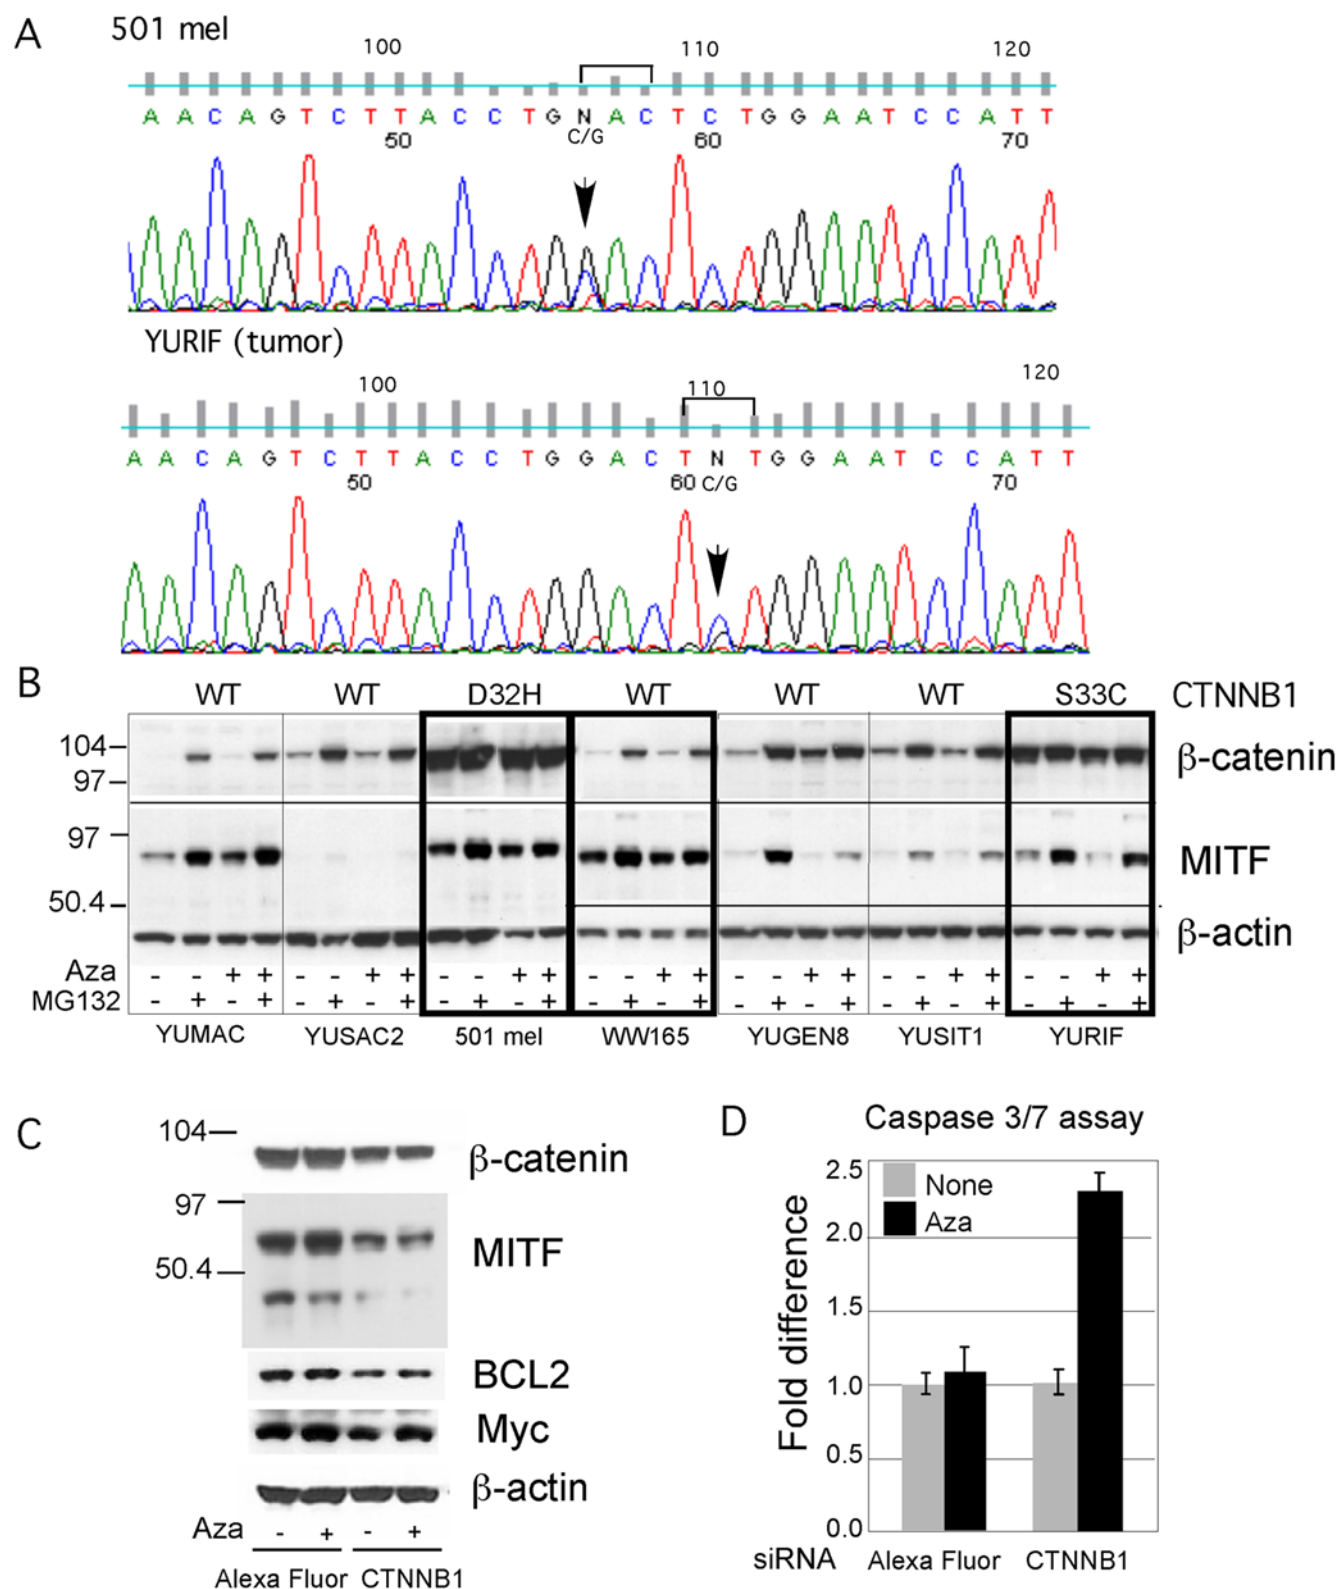 A
501 mel
100 110 120
A A C A G T C T T A C C T G N A C T C T G G A A T C C A T T
50 C/G 60 70
YURIF (tumor)
100 110 120
A A C A G T C T T A C C T G G A C T N T G G A A T C C A T T
50 60 C/G 70
B
WT WT D32H WT WT WT S33C CTNNB1
104
β-catenin
97
97
MITF
50.4
β-actin
Aza - - + + - - + + - - + + - - + + - - + + - - + + - - + +
MG132 - + - + - + - + - + - + - + - + - + - + - + - + - + - +
YUMAC YUSAC2 501 mel WW165 YUGEN8 YUSIT1 YURIF
C
104
β-catenin
97
MITF
50.4
BCL2
Myc
β-actin
Aza - + - +
Alexa Fluor CTNNB1
D
Caspase 3/7 assay
Fold difference
2.5
2.0
1.5
1.0
0.5
0.0
None
Aza
siRNA Alexa Fluor CTNNB1